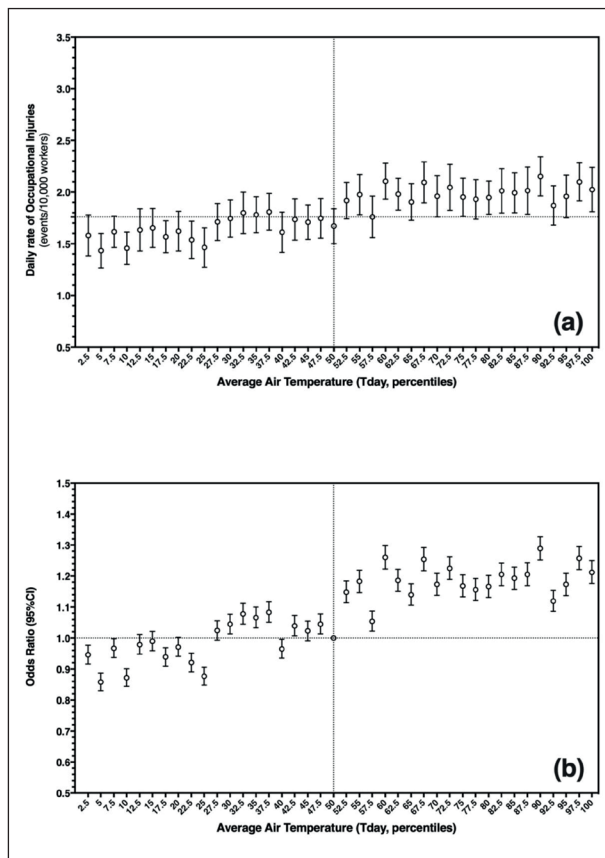 3.5
3.0
2.5
2.0
1.5
1.0
0.5
Daily rate of Occupational Injuries
(events/10,000 workers)
(a)
2.5 5 7.5 10 12.5 15 17.5 20 22.5 25 27.5 30 32.5 35 37.5 40 42.5 45 47.5 50 52.5 55 57.5 60 62.5 65 67.5 70 72.5 75 77.5 80 82.5 85 87.5 90 92.5 95 97.5 100
Average Air Temperature (Tday, percentiles)
1.5
1.4
1.3
1.2
1.1
1.0
0.9
0.8
0.7
0.6
0.5
Odds Ratio (95%CI)
(b)
2.5 5 7.5 10 12.5 15 17.5 20 22.5 25 27.5 30 32.5 35 37.5 40 42.5 45 47.5 50 52.5 55 57.5 60 62.5 65 67.5 70 72.5 75 77.5 80 82.5 85 87.5 90 92.5 95 97.5 100
Average Air Temperature (Tday, percentiles)